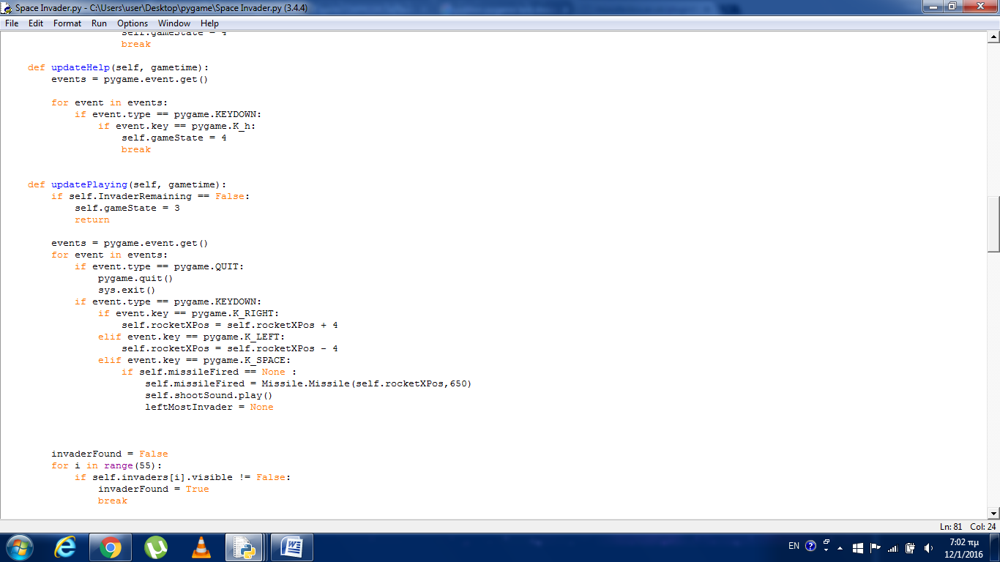 Space Invader.py - C:\Users\user\Desktop\pygame\Space Invader.py (3.4.4)
File Edit Format Run Options Window Help
self.gameState = 4
break
def updateHelp(self, gametime):
events = pygame.event.get()
for event in events:
if event.type == pygame.KEYDOWN:
if event.key == pygame.K_h:
self.gameState = 4
break
def updatePlaying(self, gametime):
if self.InvaderRemaining == False:
self.gameState = 3
return
events = pygame.event.get()
for event in events:
if event.type == pygame.QUIT:
pygame.quit()
sys.exit()
if event.type == pygame.KEYDOWN:
if event.key == pygame.K_RIGHT:
self.rocketXPos = self.rocketXPos + 4
elif event.key == pygame.K_LEFT:
self.rocketXPos = self.rocketXPos - 4
elif event.key == pygame.K_SPACE:
if self.missileFired == None :
self.missileFired = Missile.Missile(self.rocketXPos,650)
self.shootSound.play()
leftMostInvader = None
invaderFound = False
for i in range(55):
if self.invaders[i].visible != False:
invaderFound = True
break
Ln: 81 Col: 24
EN
7:02 πμ
12/1/2016